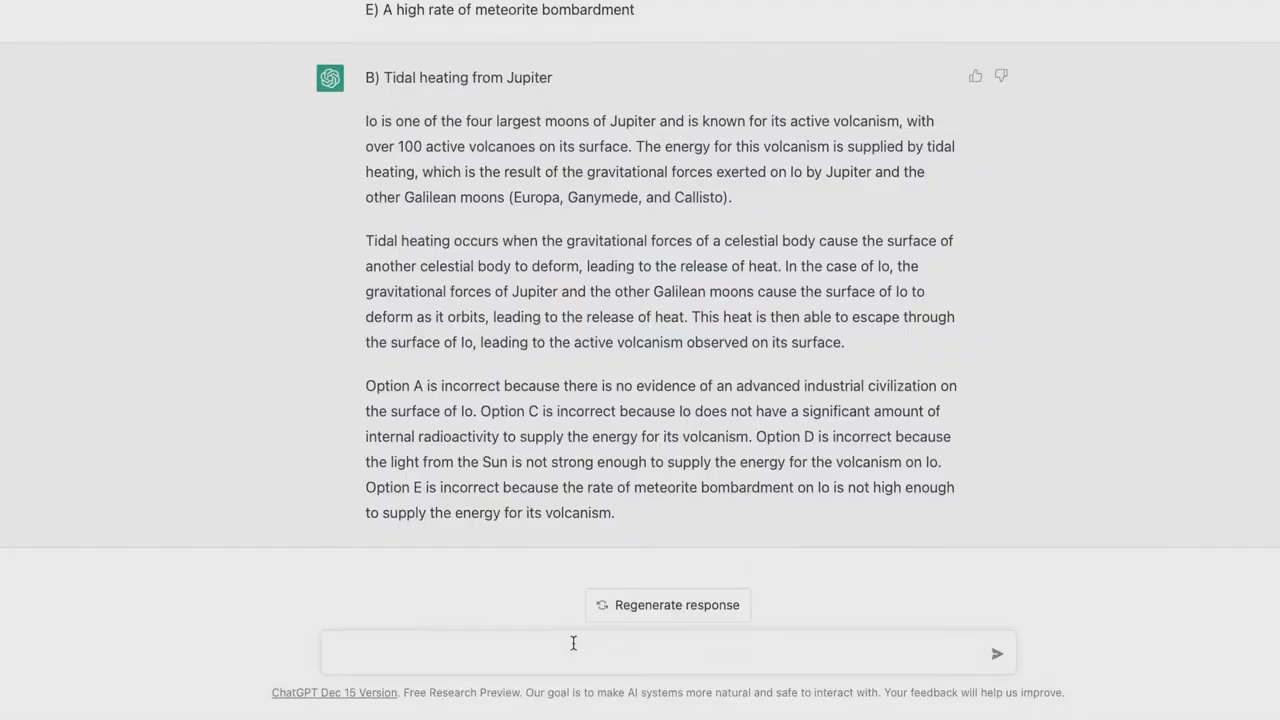 E) A high rate of meteorite bombardment
B) Tidal heating from Jupiter
Io is one of the four largest moons of Jupiter and is known for its active volcanism, with
over 100 active volcanoes on its surface. The energy for this volcanism is supplied by tidal
heating, which is the result of the gravitational forces exerted on Io by Jupiter and the
other Galilean moons (Europa, Ganymede, and Callisto).
Tidal heating occurs when the gravitational forces of a celestial body cause the surface of
another celestial body to deform, leading to the release of heat. In the case of Io, the
gravitational forces of Jupiter and the other Galilean moons cause the surface of Io to
deform as it orbits, leading to the release of heat. This heat is then able to escape through
the surface of Io, leading to the active volcanism observed on its surface.
Option A is incorrect because there is no evidence of an advanced industrial civilization on
the surface of Io. Option C is incorrect because Io does not have a significant amount of
internal radioactivity to supply the energy for its volcanism. Option D is incorrect because
the light from the Sun is not strong enough to supply the energy for the volcanism on Io.
Option E is incorrect because the rate of meteorite bombardment on Io is not high enough
to supply the energy for its volcanism.
Regenerate response
ChatGPT Dec 15 Version. Free Research Preview. Our goal is to make AI systems more natural and safe to interact with. Your feedback will help us improve.